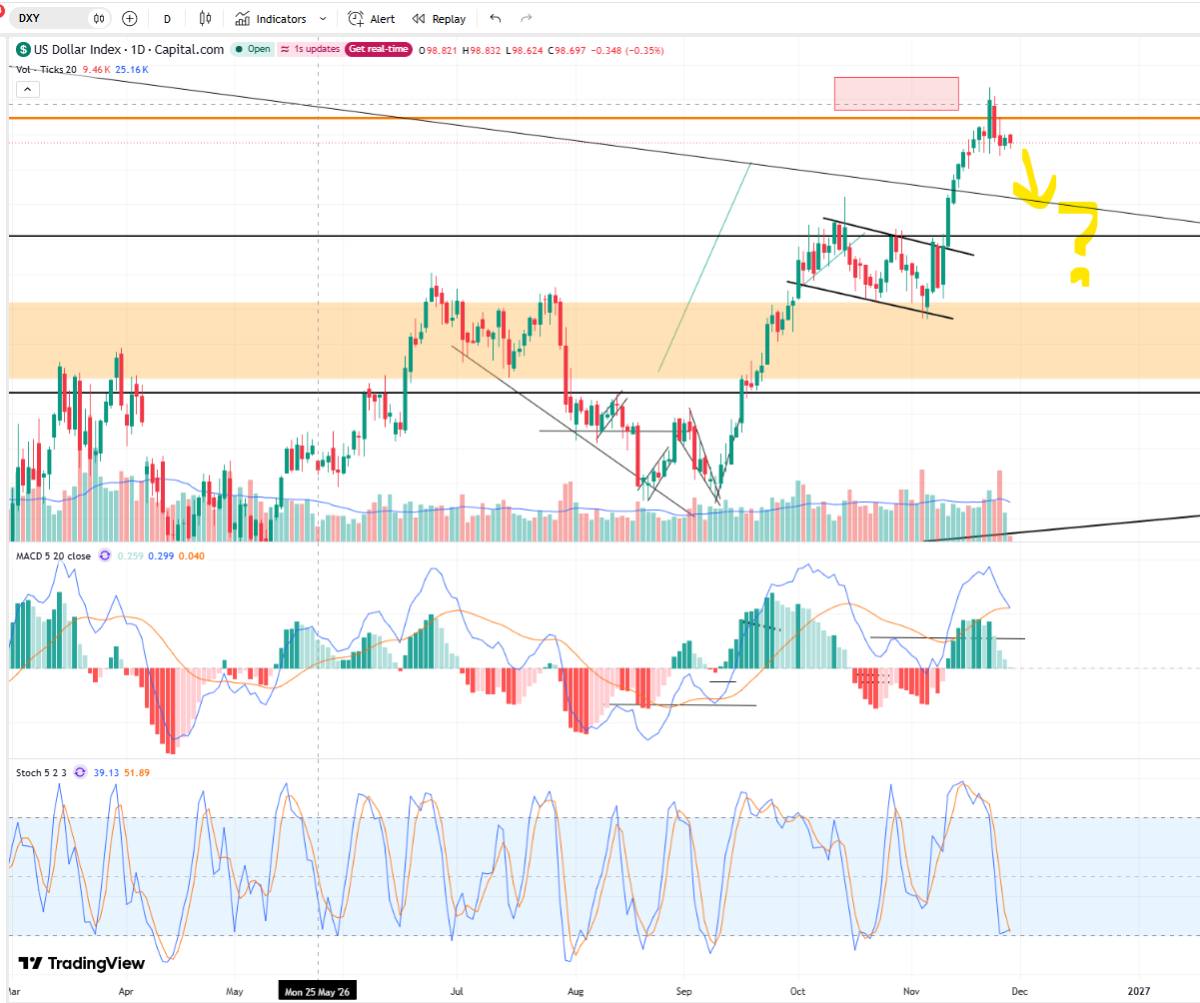 DXY
D
Indicators
Alert
Replay
US Dollar Index · 1D · Capital.com
Open
1s updates
Get real-time
O98.821 H98.832 L98.624 C98.697 −0.348 (−0.35%)
Vol · Ticks 20 9.46K 25.16K
?
MACD 5 20 close 0.259 0.299 0.040
Stoch 5 2 3 39.13 51.89
TradingView
Apr
May
Mon 25 May '26
Jul
Aug
Sep
Oct
Nov
Dec
2027